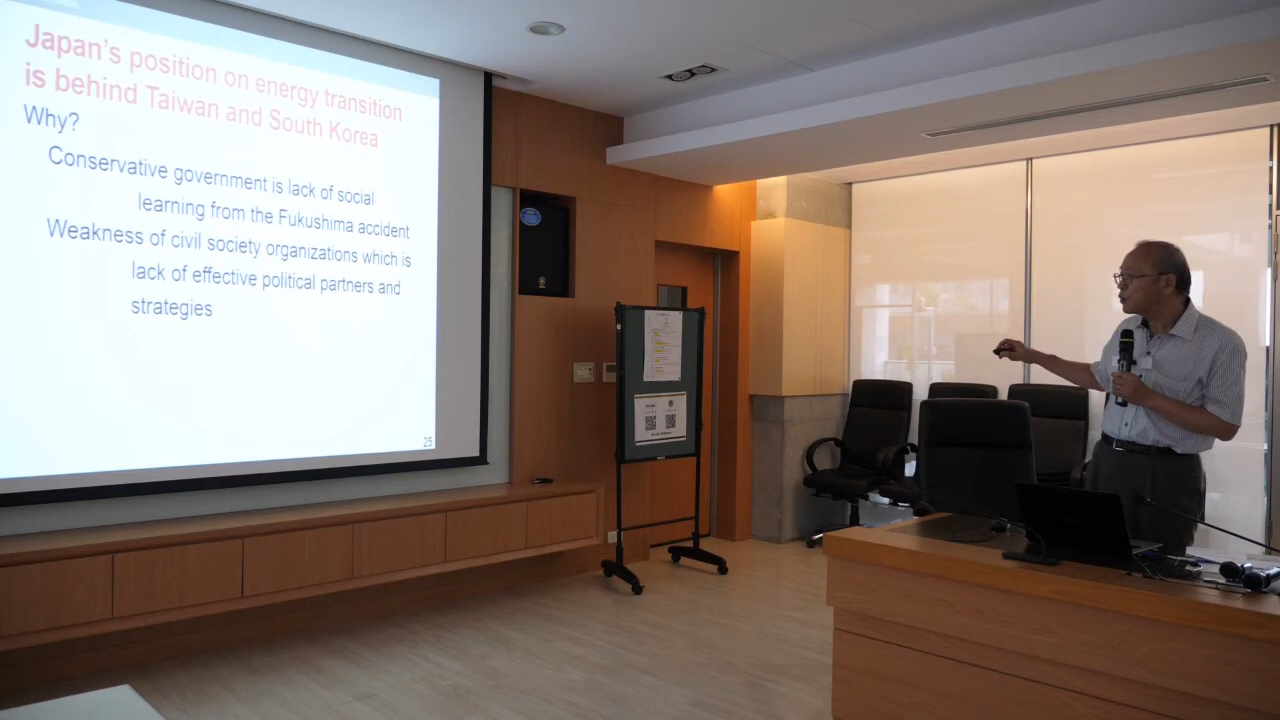 Japan's position on energy transition
is behind Taiwan and South Korea
Why?
Conservative government is lack of social
learning from the Fukushima accident
Weakness of civil society organizations which is
lack of effective political partners and
strategies
25